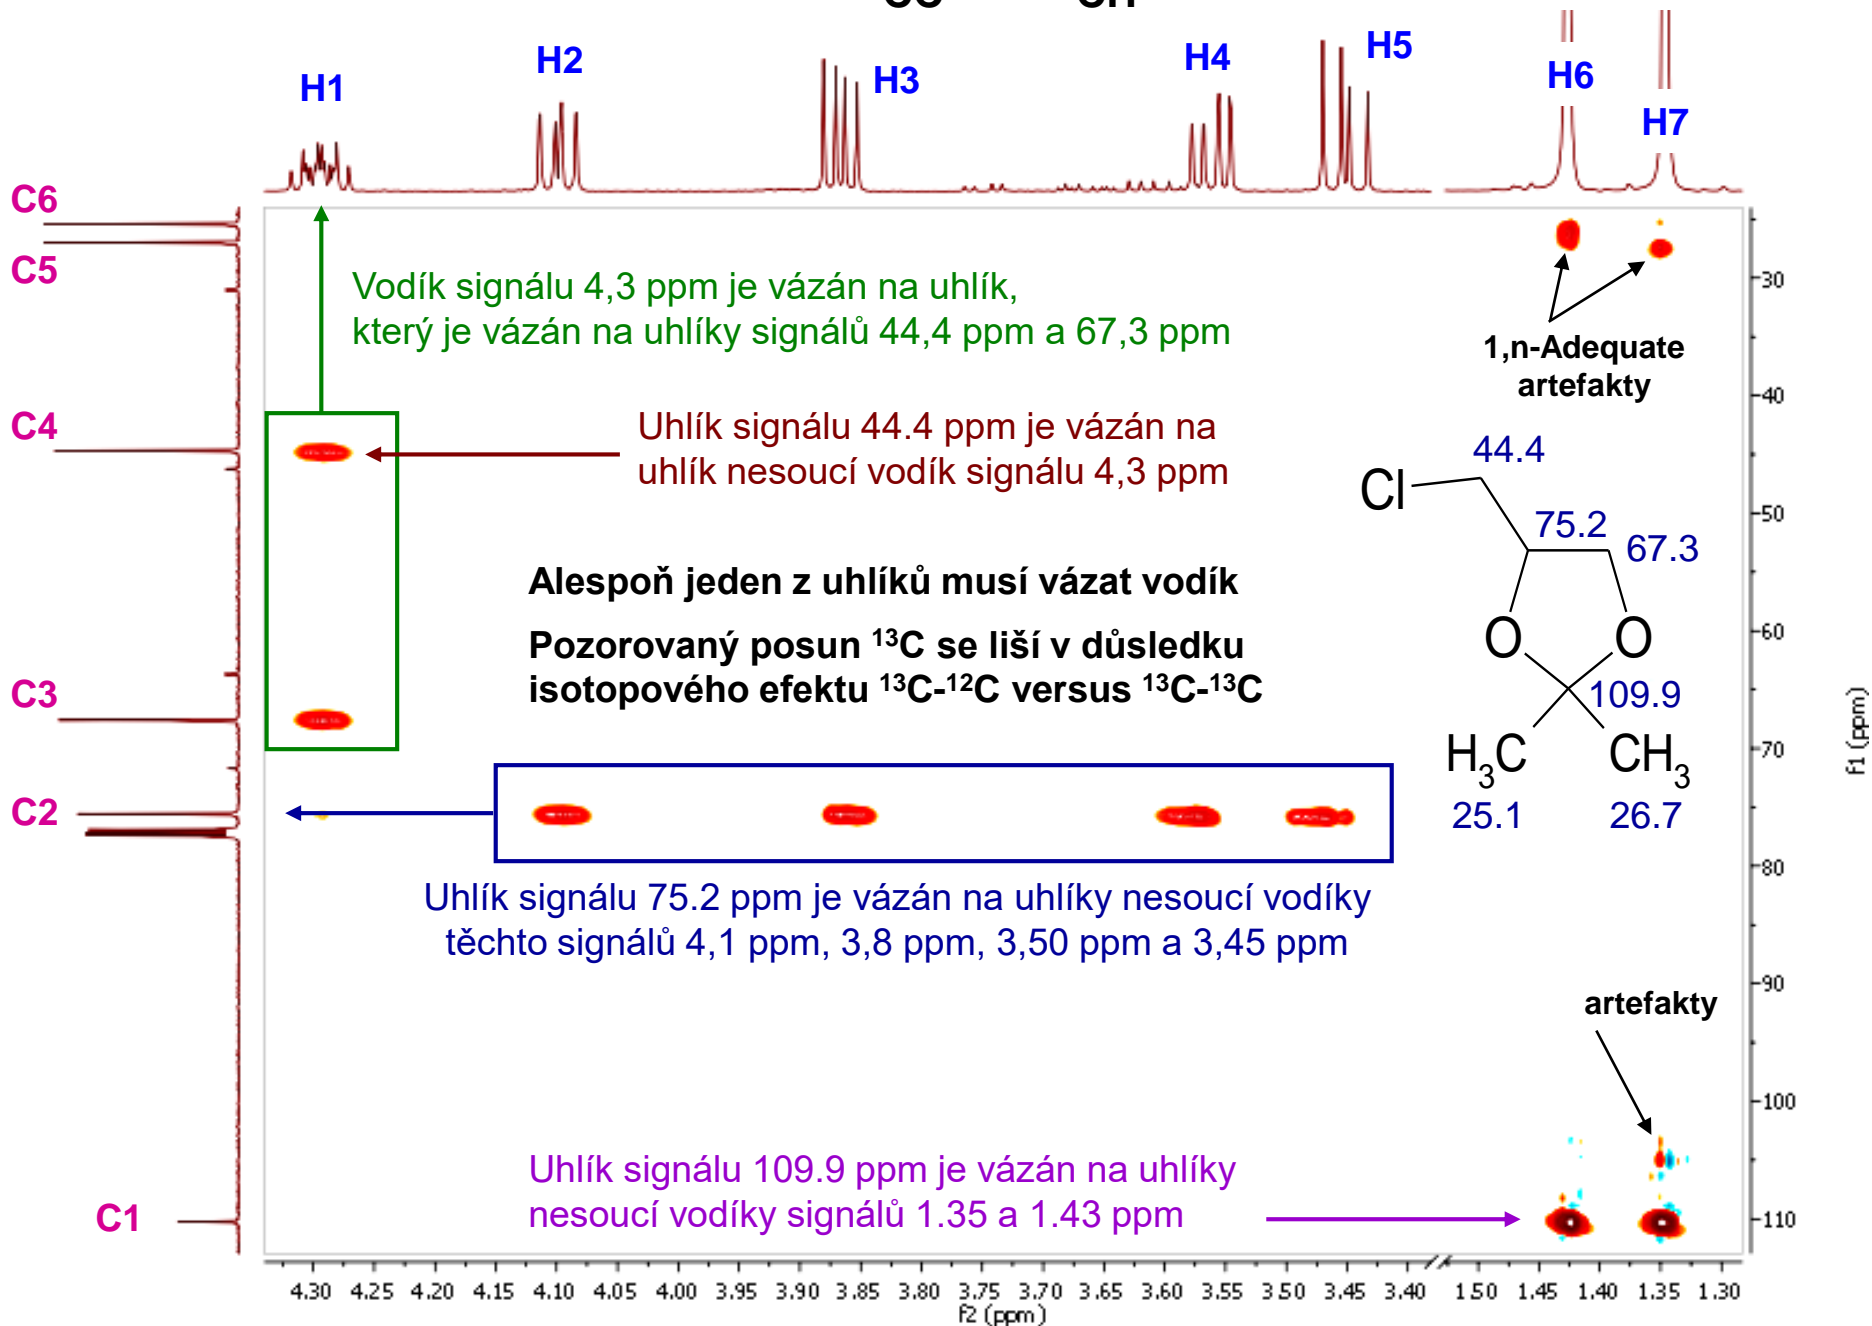 H1
H2
H3
H4
H5
H6
H7
C6
C5
C4
C3
C2
C1
Vodík signálu 4,3 ppm je vázán na uhlík,
který je vázán na uhlíky signálů 44,4 ppm a 67,3 ppm
1,n-Adequate
artefakty
Uhlík signálu 44.4 ppm je vázán na
uhlík nesoucí vodík signálu 4,3 ppm
Alespoň jeden z uhlíků musí vázat vodík
Pozorovaný posun ¹³C se liší v důsledku
isotopového efektu ¹³C-¹²C versus ¹³C-¹³C
44.4
Cl
75.2
67.3
O
O
109.9
H₃C
CH₃
25.1
26.7
Uhlík signálu 75.2 ppm je vázán na uhlíky nesoucí vodíky
těchto signálů 4,1 ppm, 3,8 ppm, 3,50 ppm a 3,45 ppm
artefakty
Uhlík signálu 109.9 ppm je vázán na uhlíky
nesoucí vodíky signálů 1.35 a 1.43 ppm
30
40
50
60
70
80
90
100
110
f1 (ppm)
4.30 4.25 4.20 4.15 4.10 4.05 4.00 3.95 3.90 3.85 3.80 3.75 3.70 3.65 3.60 3.55 3.50 3.45 3.40 1.50 1.45 1.40 1.35 1.30
f2 (ppm)